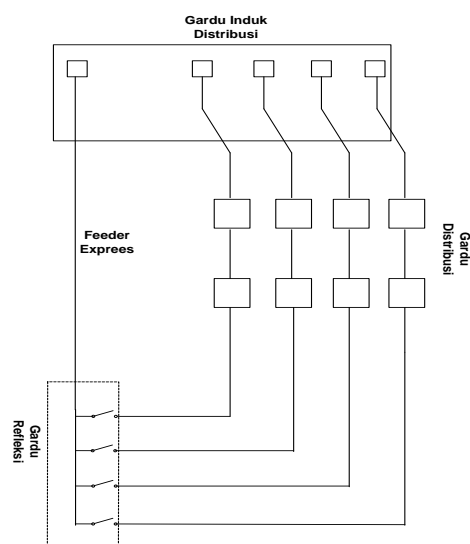 Gardu Induk
Distribusi
Feeder
Exprees
Gardu
Distribusi
Gardu
Refleksi